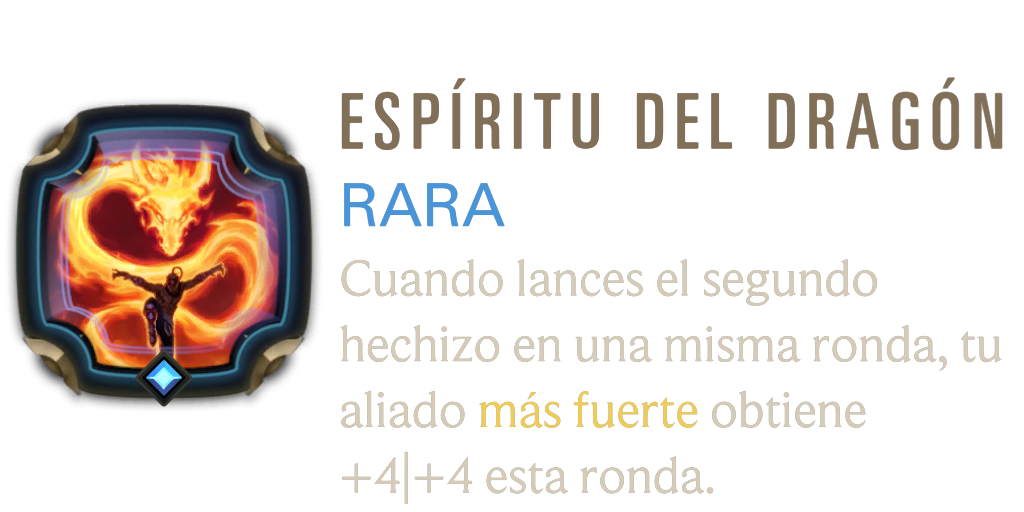 ESPÍRITU DEL DRAGÓN
RARA
Cuando lances el segundo
hechizo en una misma ronda, tu
aliado más fuerte obtiene
+4|+4 esta ronda.